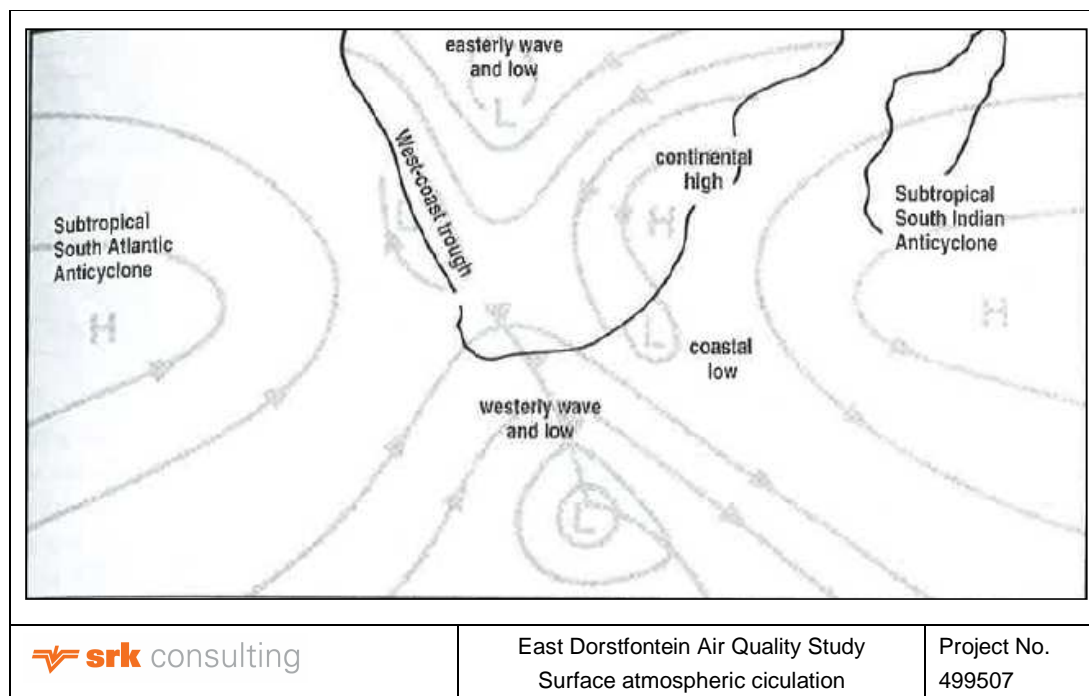 easterly wave
and low
L
West-coast trough
continental
high
H
L
Subtropical
South Atlantic
Anticyclone
H
Subtropical
South Indian
Anticyclone
H
L
coastal
low
westerly wave
and low
L
srk consulting
East Dorstfontein Air Quality Study
Surface atmospheric ciculation
Project No.
499507